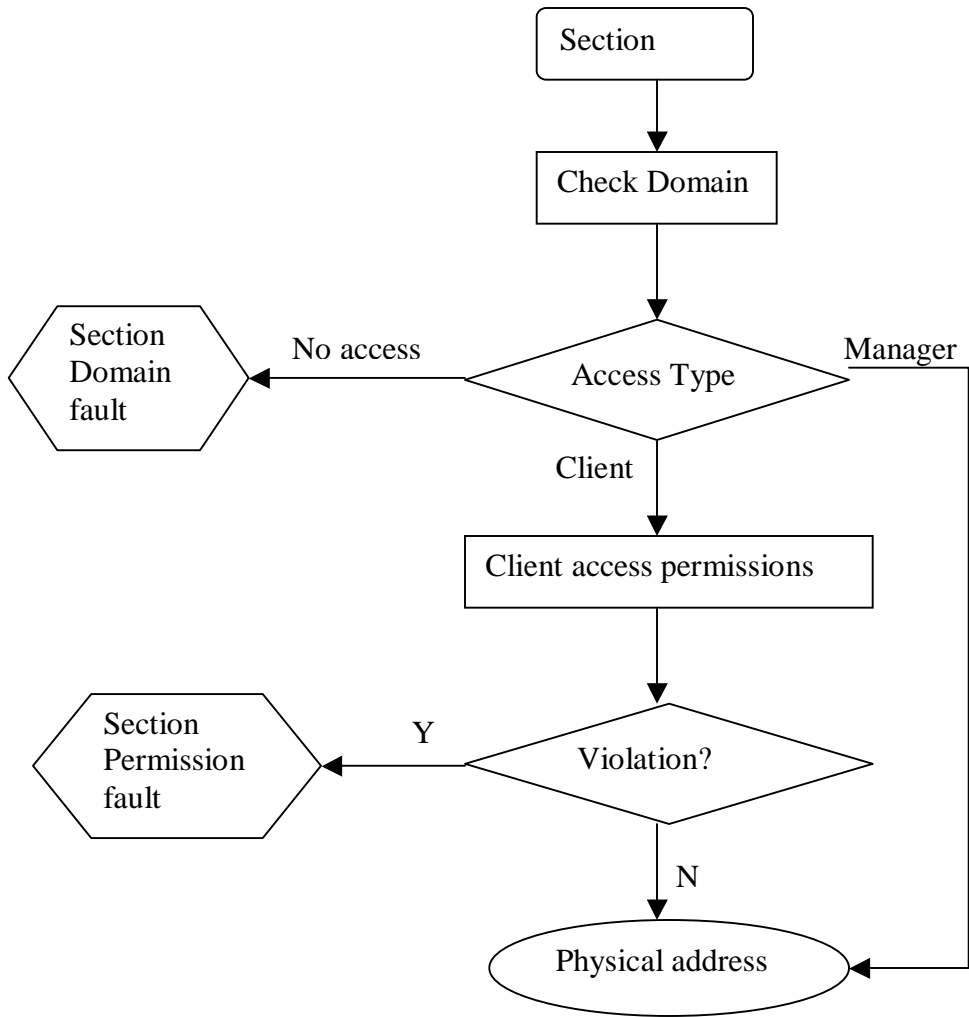 Section
Check Domain
Section
Domain
fault
No access
Access Type
Manager
Client
Client access permissions
Section
Permission
fault
Y
Violation?
N
Physical address